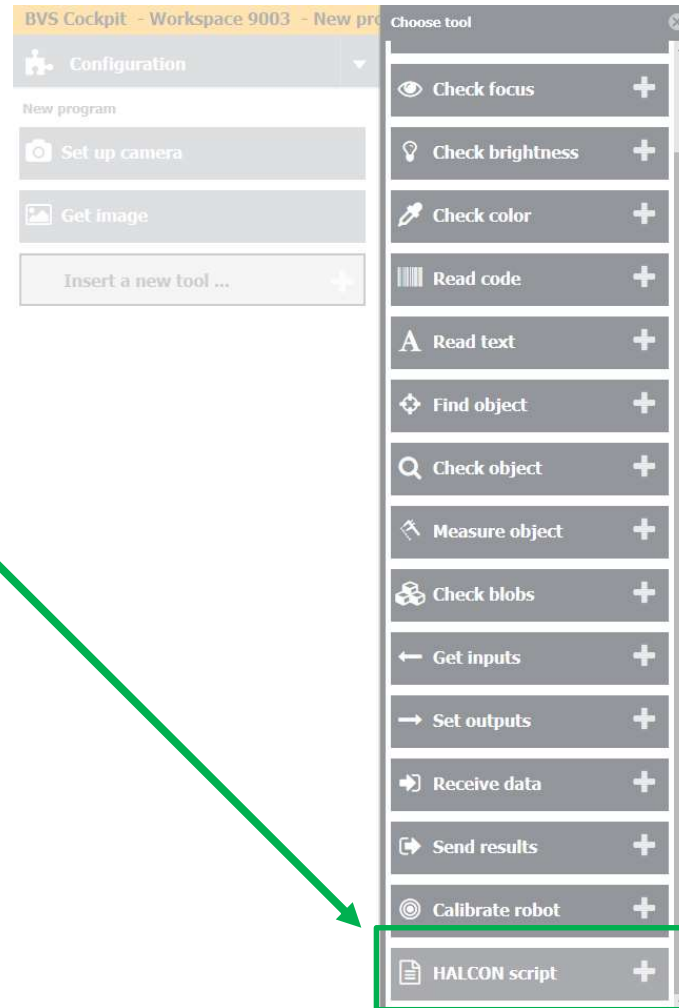 BVS Cockpit - Workspace 9003 - New pro
Configuration
New program
Set up camera
Get image
Insert a new tool ...
Choose tool
Check focus
Check brightness
Check color
Read code
Read text
Find object
Check object
Measure object
Check blobs
Get inputs
Set outputs
Receive data
Send results
Calibrate robot
HALCON script